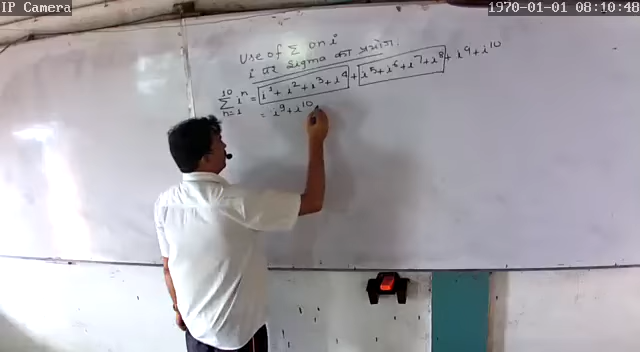 IP Camera 1970-01-01 08:10:48
Use of Σ on i
i पर sigma का प्रयोग
10
Σ iⁿ = i¹ + i² + i³ + i⁴ + i⁵ + i⁶ + i⁷ + i⁸ + i⁹ + i¹⁰
n=1
= i⁹ + i¹⁰